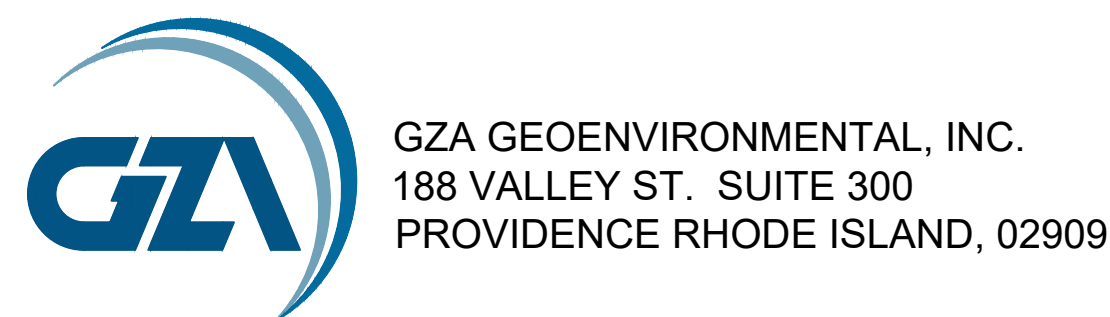 GZA
GZA GEOENVIRONMENTAL, INC.
188 VALLEY ST. SUITE 300
PROVIDENCE RHODE ISLAND, 02909